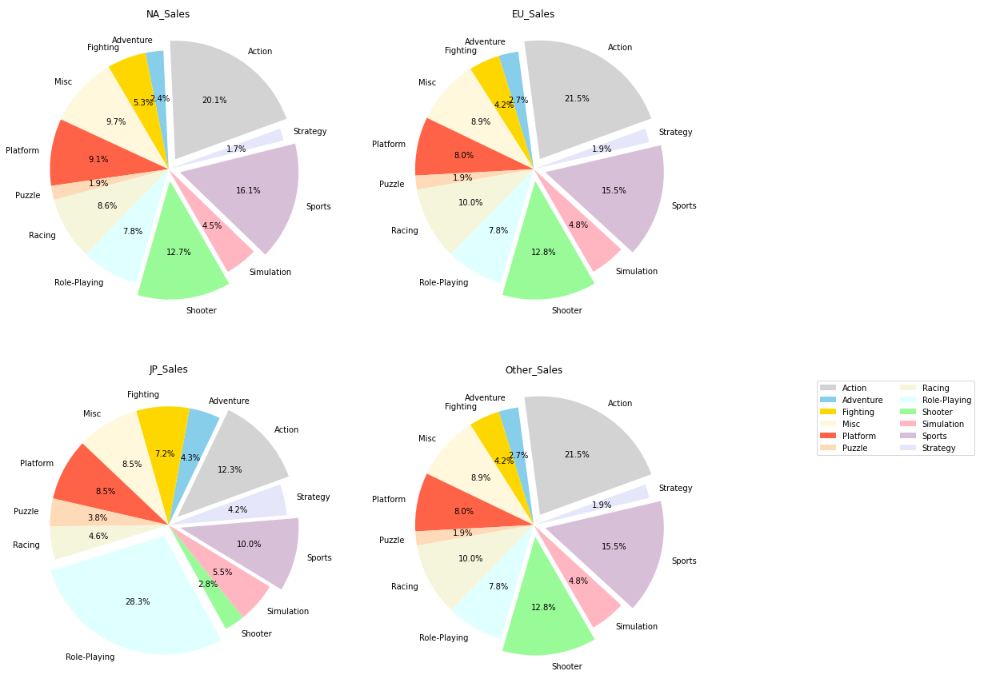 NA_Sales
Action
20.1%
Adventure
2.4%
Fighting
5.3%
Misc
9.7%
Platform
9.1%
Puzzle
1.9%
Racing
8.6%
Role-Playing
7.8%
Shooter
12.7%
Simulation
4.5%
Sports
16.1%
Strategy
1.7%
EU_Sales
Action
21.5%
Adventure
2.7%
Fighting
4.2%
Misc
8.9%
Platform
8.0%
Puzzle
1.9%
Racing
10.0%
Role-Playing
7.8%
Shooter
12.8%
Simulation
4.8%
Sports
15.5%
Strategy
1.9%
JP_Sales
Action
12.3%
Adventure
4.3%
Fighting
7.2%
Misc
8.5%
Platform
8.5%
Puzzle
3.8%
Racing
4.6%
Role-Playing
28.3%
Shooter
2.8%
Simulation
5.5%
Sports
10.0%
Strategy
4.2%
Other_Sales
Action
21.5%
Adventure
2.7%
Fighting
4.2%
Misc
8.9%
Platform
8.0%
Puzzle
1.9%
Racing
10.0%
Role-Playing
7.8%
Shooter
12.8%
Simulation
4.8%
Sports
15.5%
Strategy
1.9%
Action
Adventure
Fighting
Misc
Platform
Puzzle
Racing
Role-Playing
Shooter
Simulation
Sports
Strategy